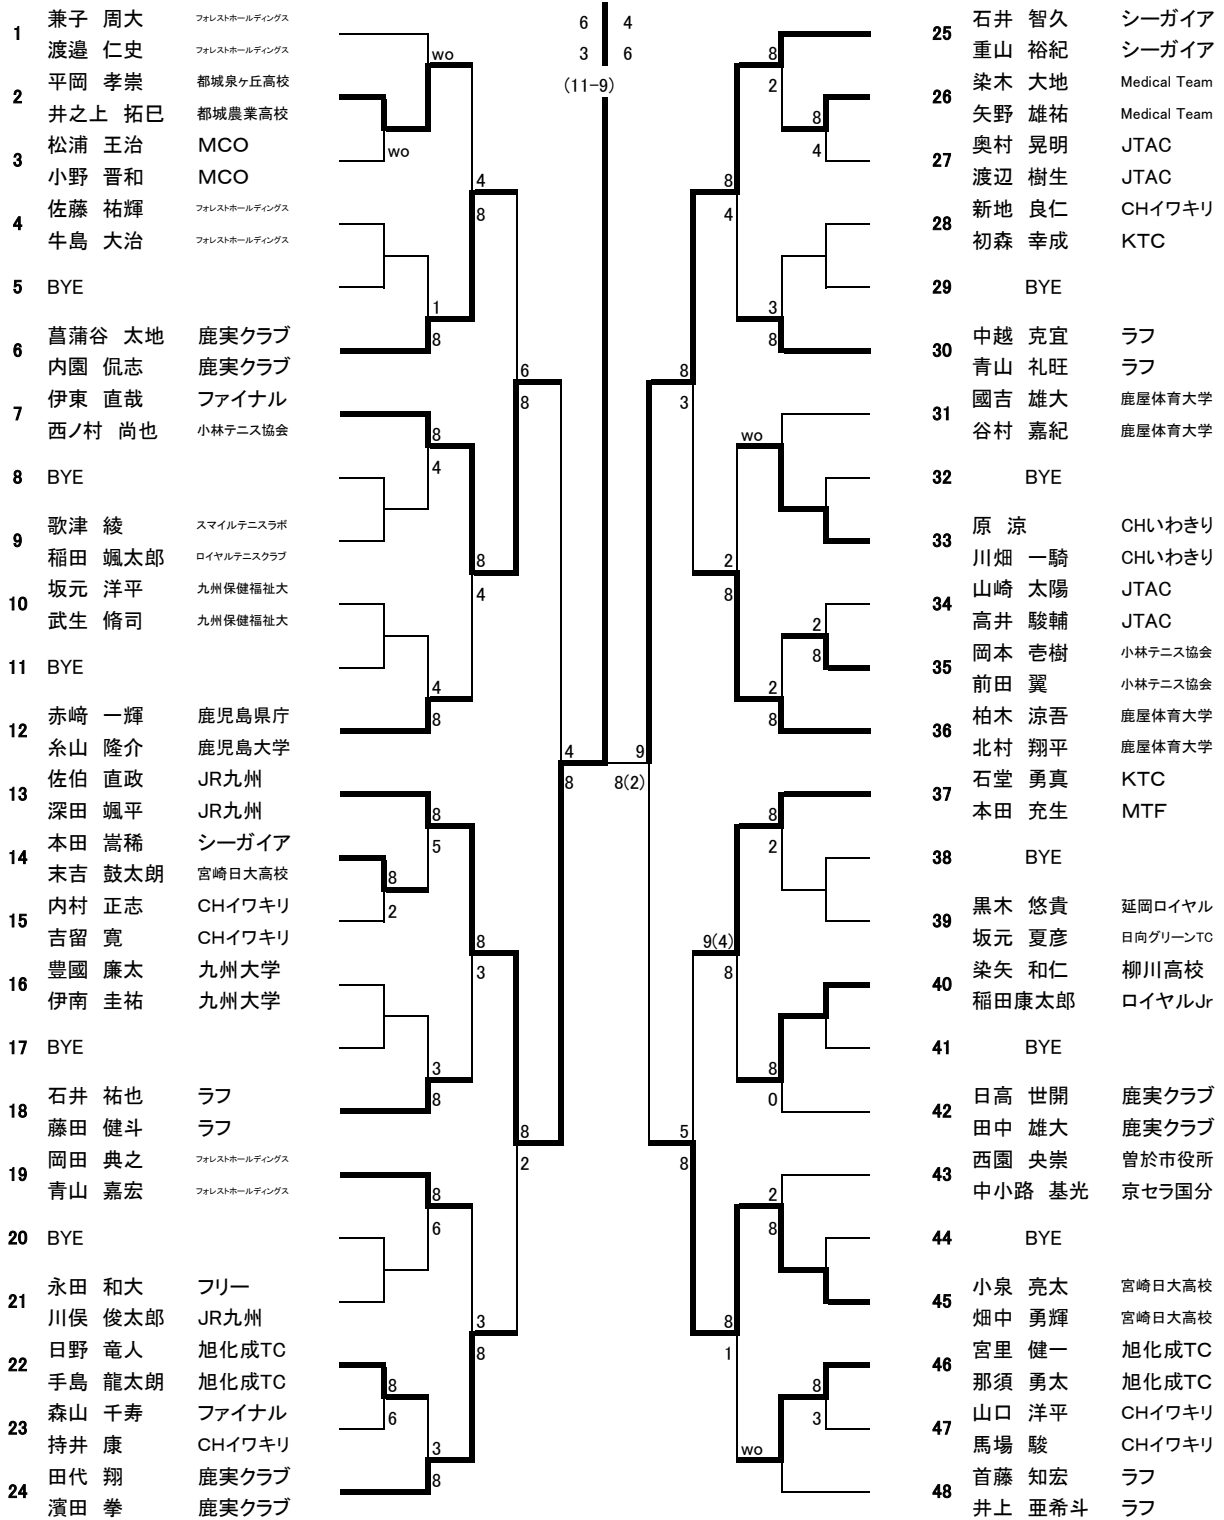 6 4
3 6
(11-9)
1 兼子 周大 フォレストホールディングス
渡邉 仁史 フォレストホールディングス
2 平岡 孝崇 都城泉ヶ丘高校
井之上 拓巳 都城農業高校
3 松浦 王治 MCO
小野 晋和 MCO
4 佐藤 祐輝 フォレストホールディングス
牛島 大治 フォレストホールディングス
5 BYE
6 菖蒲谷 太地 鹿実クラブ
内園 侃志 鹿実クラブ
7 伊東 直哉 ファイナル
西ノ村 尚也 小林テニス協会
8 BYE
9 歌津 綾 スマイルテニスラボ
稲田 颯太郎 ロイヤルテニスクラブ
10 坂元 洋平 九州保健福祉大
武生 脩司 九州保健福祉大
11 BYE
12 赤﨑 一輝 鹿児島県庁
糸山 隆介 鹿児島大学
13 佐伯 直政 JR九州
深田 颯平 JR九州
14 本田 嵩稀 シーガイア
末吉 鼓太朗 宮崎日大高校
15 内村 正志 CHイワキリ
吉留 寛 CHイワキリ
16 豊國 廉太 九州大学
伊南 圭祐 九州大学
17 BYE
18 石井 祐也 ラフ
藤田 健斗 ラフ
19 岡田 典之 フォレストホールディングス
青山 嘉宏 フォレストホールディングス
20 BYE
21 永田 和大 フリー
川俣 俊太郎 JR九州
22 日野 竜人 旭化成TC
手島 龍太朗 旭化成TC
23 森山 千寿 ファイナル
持井 康 CHイワキリ
24 田代 翔 鹿実クラブ
濱田 拳 鹿実クラブ
wo
wo
4
8
1
8
6
8
8
4
8
4
4
8
4
8
8
5
8
2
8
3
3
8
8
2
8
6
3
8
8
6
3
8
9
8(2)
8
2
8
4
8
4
3
8
8
3
wo
2
8
2
8
2
8
8
2
9(4)
8
8
0
5
8
2
8
8
1
8
3
wo
25 石井 智久 シーガイア
重山 裕紀 シーガイア
26 染木 大地 Medical Team
矢野 雄祐 Medical Team
27 奥村 晃明 JTAC
渡辺 樹生 JTAC
28 新地 良仁 CHイワキリ
初森 幸成 KTC
29 BYE
30 中越 克宜 ラフ
青山 礼旺 ラフ
31 國吉 雄大 鹿屋体育大学
谷村 嘉紀 鹿屋体育大学
32 BYE
33 原 涼 CHいわきり
川畑 一騎 CHいわきり
34 山崎 太陽 JTAC
高井 駿輔 JTAC
35 岡本 壱樹 小林テニス協会
前田 翼 小林テニス協会
36 柏木 涼吾 鹿屋体育大学
北村 翔平 鹿屋体育大学
37 石堂 勇真 KTC
本田 充生 MTF
38 BYE
39 黒木 悠貴 延岡ロイヤル
坂元 夏彦 日向グリーンTC
40 染矢 和仁 柳川高校
稲田康太郎 ロイヤルJr
41 BYE
42 日高 世開 鹿実クラブ
田中 雄大 鹿実クラブ
43 西園 央崇 曽於市役所
中小路 基光 京セラ国分
44 BYE
45 小泉 亮太 宮崎日大高校
畑中 勇輝 宮崎日大高校
46 宮里 健一 旭化成TC
那須 勇太 旭化成TC
47 山口 洋平 CHイワキリ
馬場 駿 CHイワキリ
48 首藤 知宏 ラフ
井上 亜希斗 ラフ